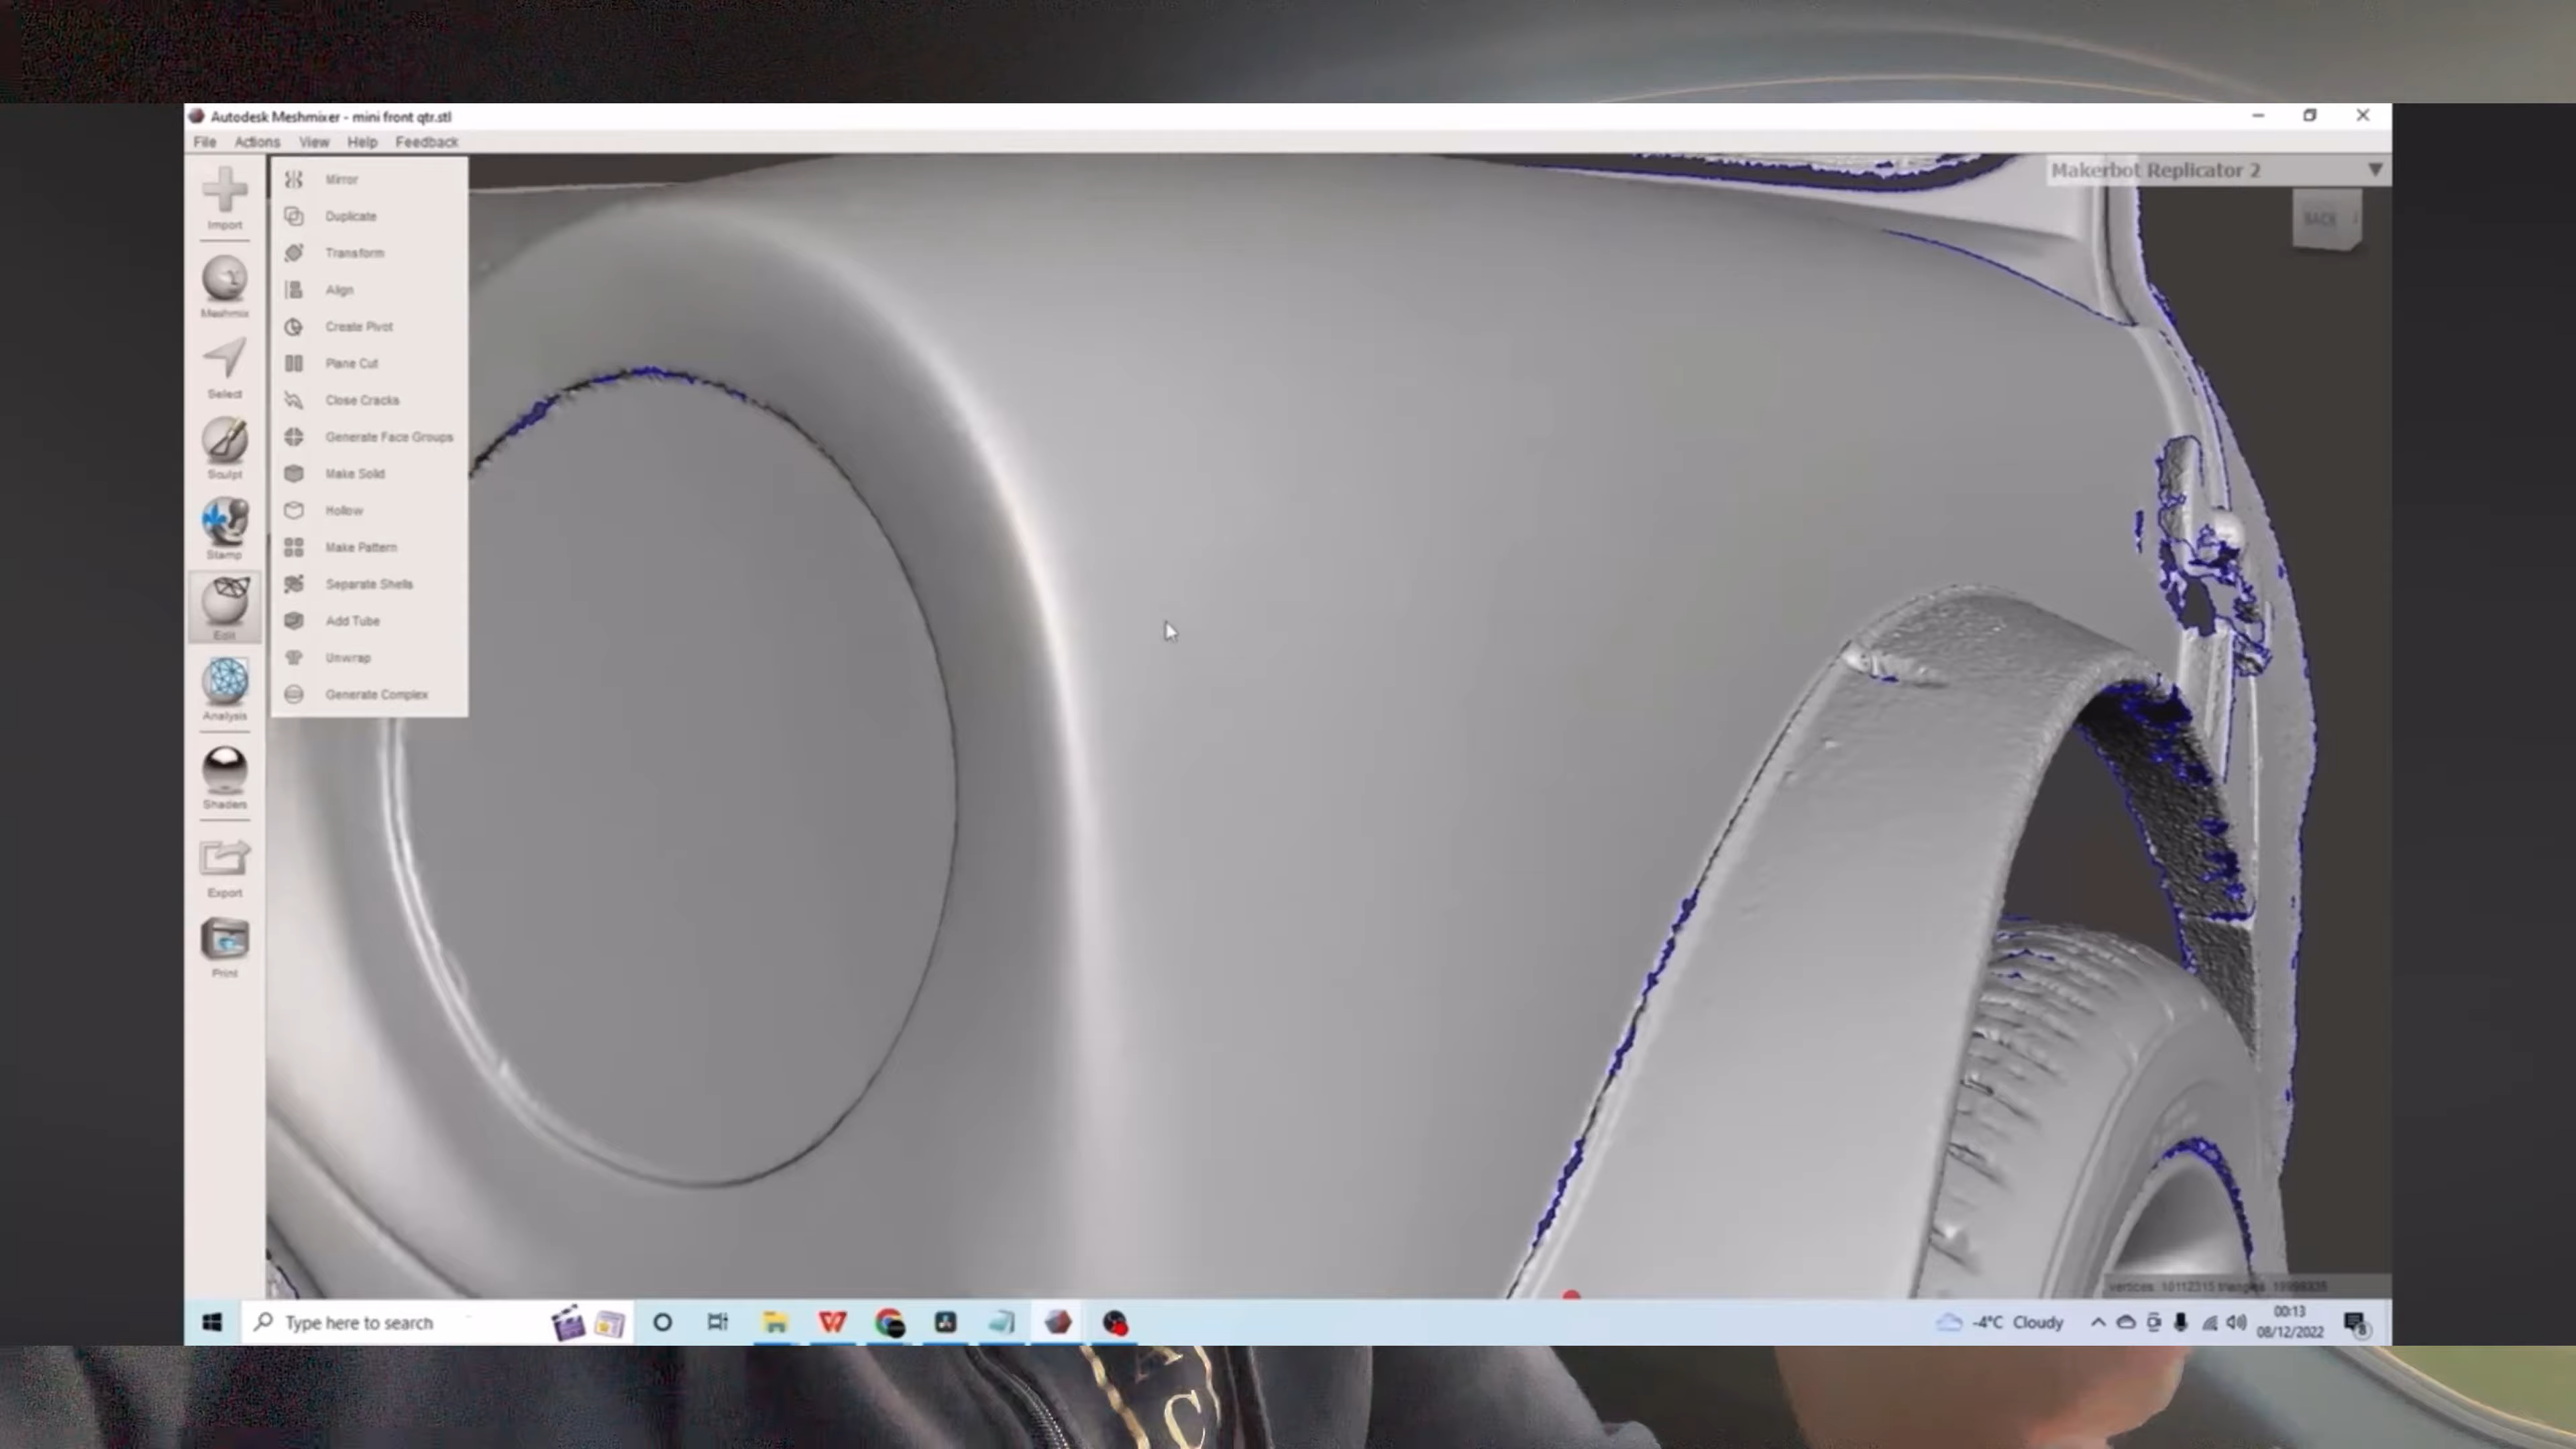 Autodesk Meshmixer - mini front qtr.stl
File Actions View Help Feedback
Makerbot Replicator 2
BACK
Import
Meshmix
Select
Sculpt
Stamp
Edit
Analysis
Shaders
Export
Print
Mirror
Duplicate
Transform
Align
Create Pivot
Plane Cut
Close Cracks
Generate Face Groups
Make Solid
Hollow
Make Pattern
Separate Shells
Add Tube
Unwrap
Generate Complex
Type here to search
-4°C Cloudy
00:13
08/12/2022
8
C